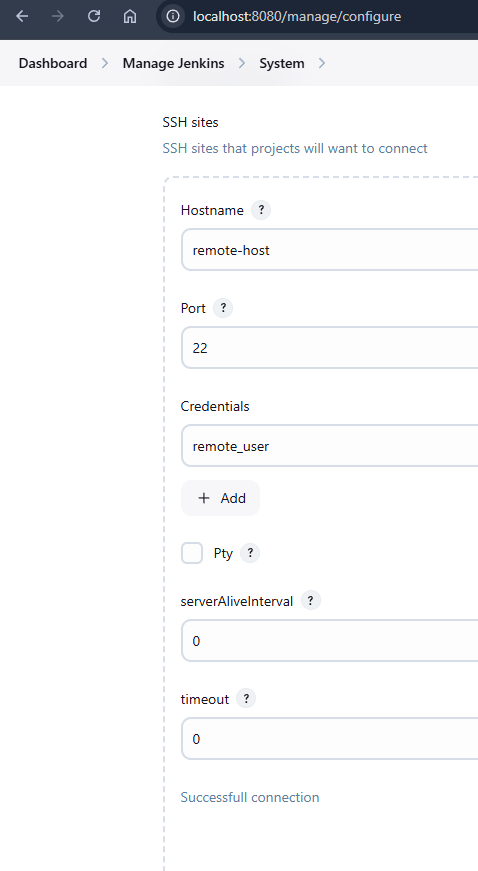 localhost:8080/manage/configure
Dashboard > Manage Jenkins > System >
SSH sites
SSH sites that projects will want to connect
Hostname ?
remote-host
Port ?
22
Credentials
remote_user
+ Add
Pty ?
serverAliveInterval ?
0
timeout ?
0
Successfull connection